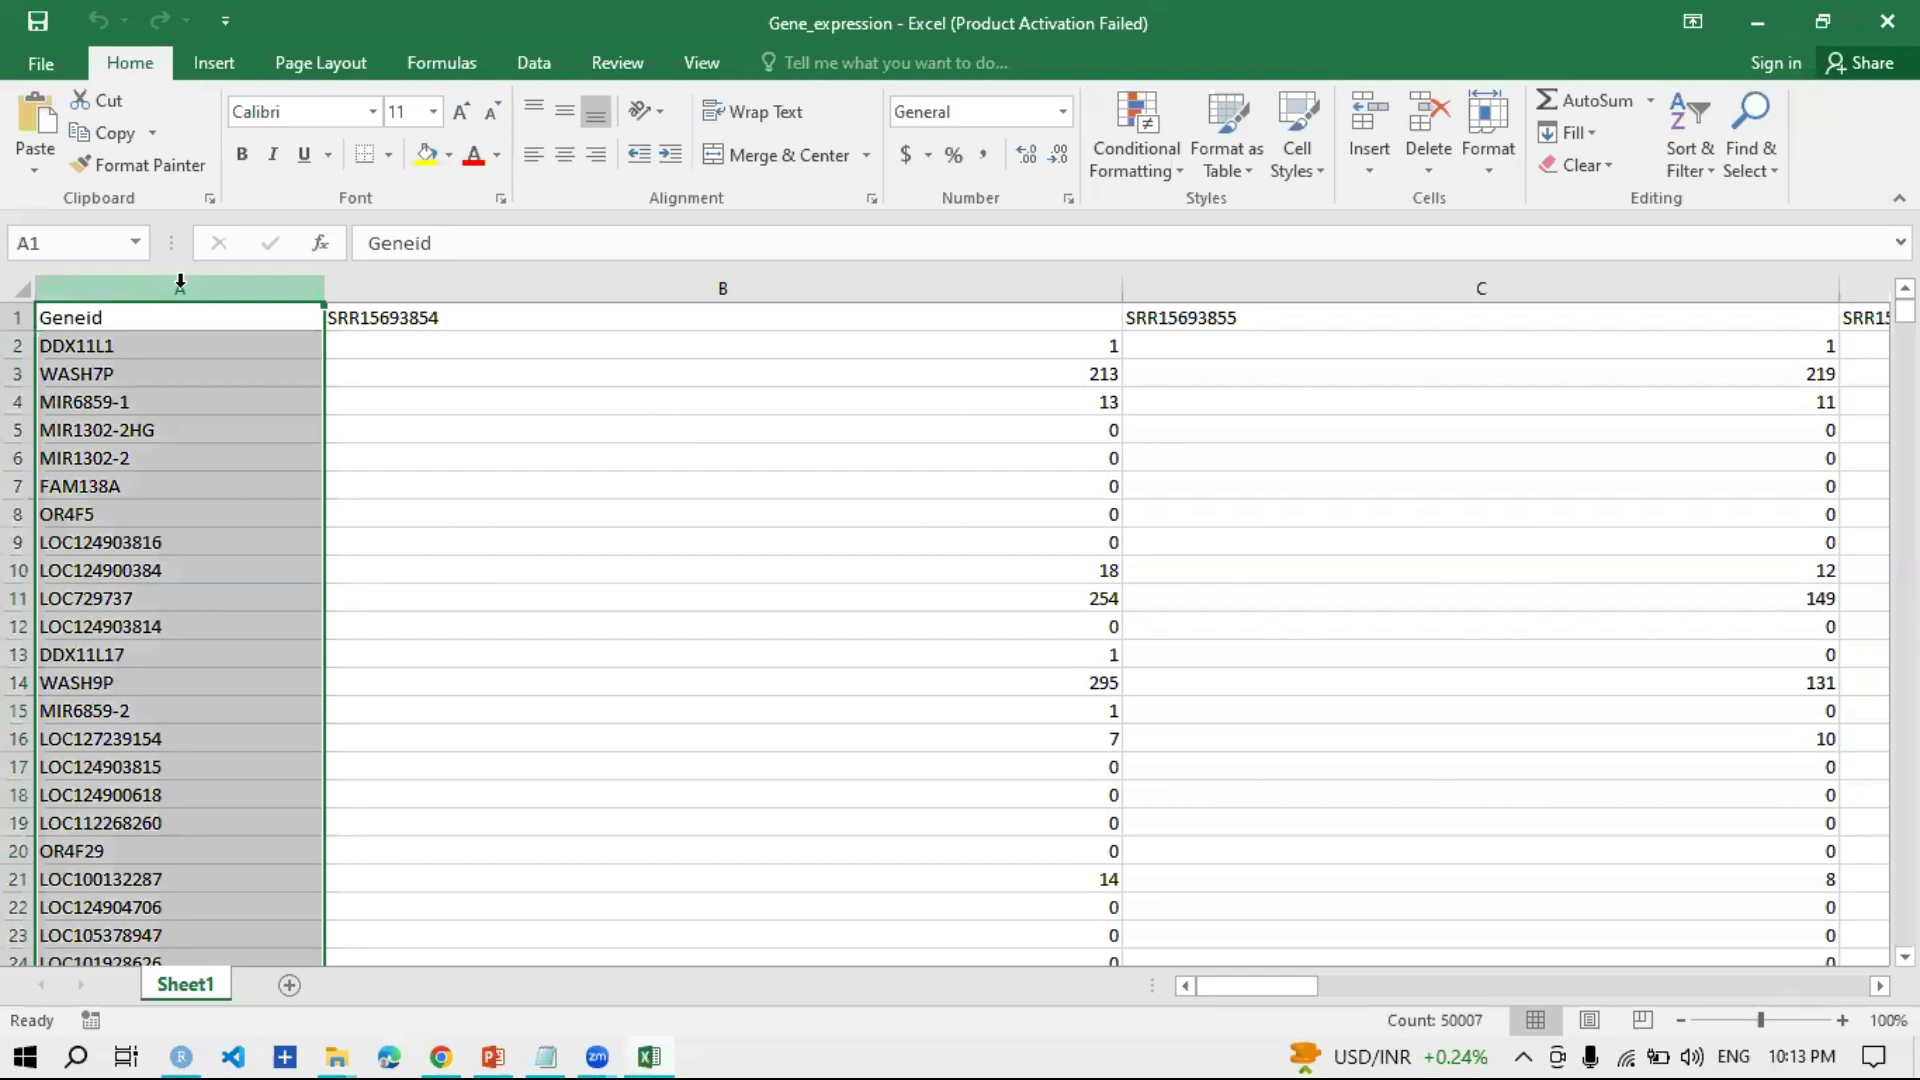 Gene_expression - Excel (Product Activation Failed)
File Home Insert Page Layout Formulas Data Review View Tell me what you want to do... Sign in Share
Paste Cut Copy Format Painter Clipboard
Calibri 11 B I U A Font
Wrap Text Merge & Center Alignment
General $ % , Number
Conditional Formatting Format as Table Cell Styles Styles
Insert Delete Format Cells
AutoSum Fill Clear Sort & Filter Find & Select Editing
A1 fx Geneid
A B C
1 Geneid SRR15693854 SRR15693855 SRR15
2 DDX11L1 1 1
3 WASH7P 213 219
4 MIR6859-1 13 11
5 MIR1302-2HG 0 0
6 MIR1302-2 0 0
7 FAM138A 0 0
8 OR4F5 0 0
9 LOC124903816 0 0
10 LOC124900384 18 12
11 LOC729737 254 149
12 LOC124903814 0 0
13 DDX11L17 1 0
14 WASH9P 295 131
15 MIR6859-2 1 0
16 LOC127239154 7 10
17 LOC124903815 0 0
18 LOC124900618 0 0
19 LOC112268260 0 0
20 OR4F29 0 0
21 LOC100132287 14 8
22 LOC124904706 0 0
23 LOC105378947 0 0
24 LOC101928626 0 0
Sheet1
Ready Count: 50007 100%
USD/INR +0.24% ENG 10:13 PM